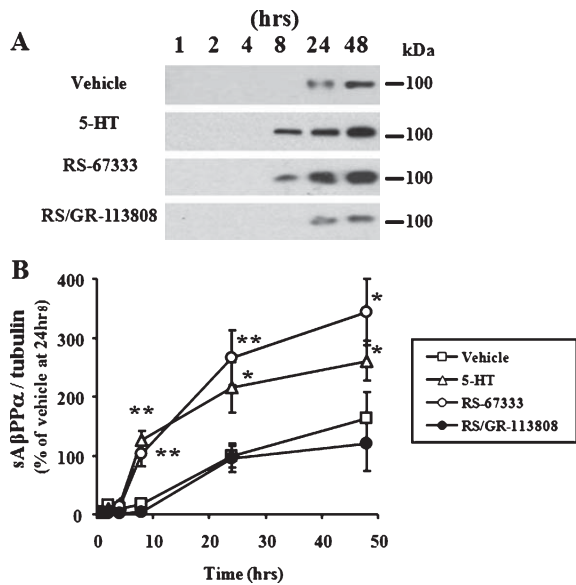 (hrs)
A 1 2 4 8 24 48 kDa
Vehicle 100
5-HT 100
RS-67333 100
RS/GR-113808 100
B
sAβPPα / tubulin
(% of vehicle at 24hrs)
400
300
200
100
0
** ** ** * * *
0 10 20 30 40 50
Time (hrs)
Vehicle
5-HT
RS-67333
RS/GR-113808